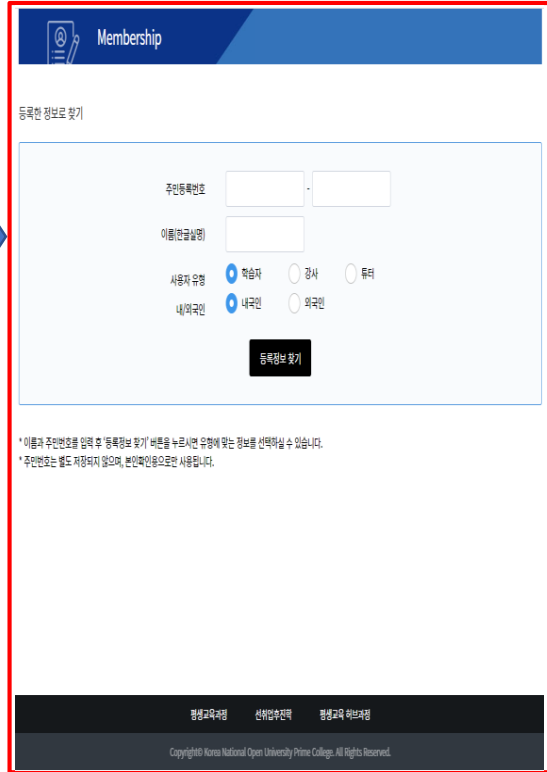 Membership
등록한 정보로 찾기
주민등록번호 -
이름(한글실명)
사용자 유형 학습자 강사 튜터
내/외국인 내국인 외국인
등록정보 찾기
* 이름과 주민번호를 입력 후 '등록정보 찾기' 버튼을 누르시면 유형에 맞는 정보를 선택하실 수 있습니다.
* 주민번호는 별도 저장되지 않으며, 본인확인용으로만 사용됩니다.
평생교육과정 선취업후진학 평생교육 허브과정
Copyright© Korea National Open University Prime College. All Rights Reserved.